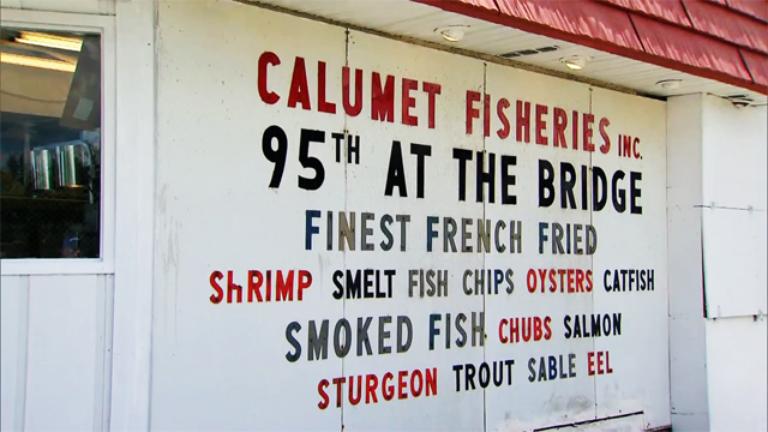 CALUMET FISHERIES INC.
95TH AT THE BRIDGE
FINEST FRENCH FRIED
ShRIMP SMELT FISH CHIPS OYSTERS CATFISH
SMOKED FISH CHUBS SALMON
STURGEON TROUT SABLE EEL